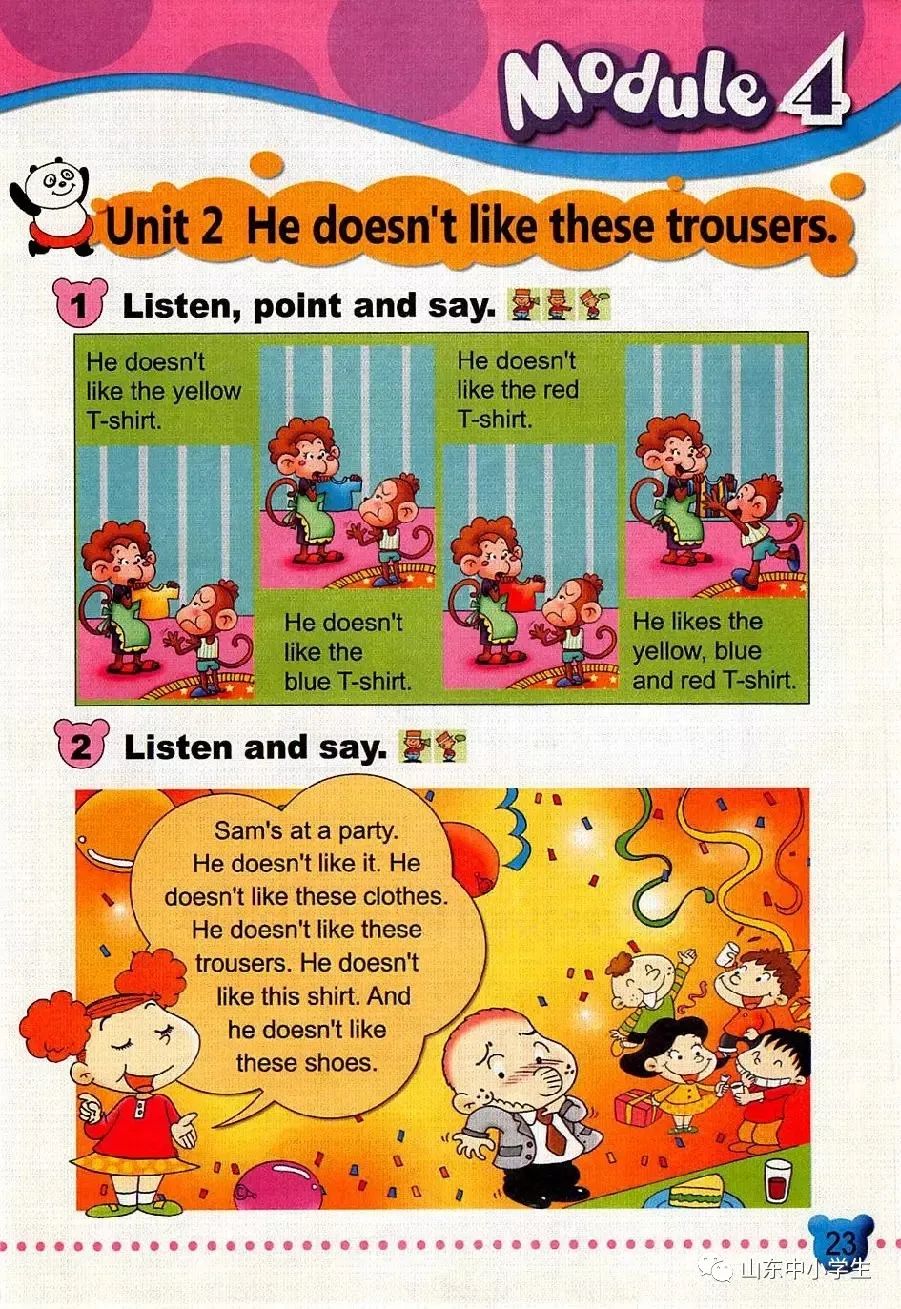 Module 4
Unit 2 He doesn't like these trousers.
1 Listen, point and say.
He doesn't
like the yellow
T-shirt.
He doesn't
like the
blue T-shirt.
He doesn't
like the red
T-shirt.
He likes the
yellow, blue
and red T-shirt.
2 Listen and say.
Sam's at a party.
He doesn't like it. He
doesn't like these clothes.
He doesn't like these
trousers. He doesn't
like this shirt. And
he doesn't like
these shoes.
23
山东中小学生